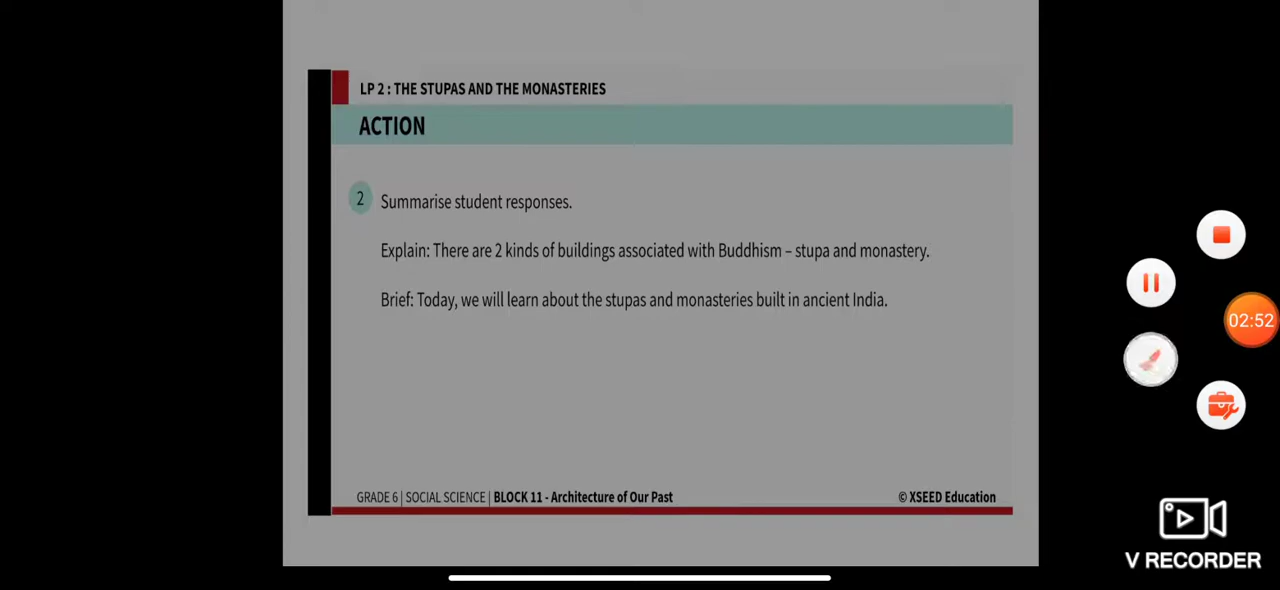 LP 2 : THE STUPAS AND THE MONASTERIES
ACTION
2 Summarise student responses.
Explain: There are 2 kinds of buildings associated with Buddhism – stupa and monastery.
Brief: Today, we will learn about the stupas and monasteries built in ancient India.
GRADE 6 | SOCIAL SCIENCE | BLOCK 11 - Architecture of Our Past
© XSEED Education
02:52
V RECORDER